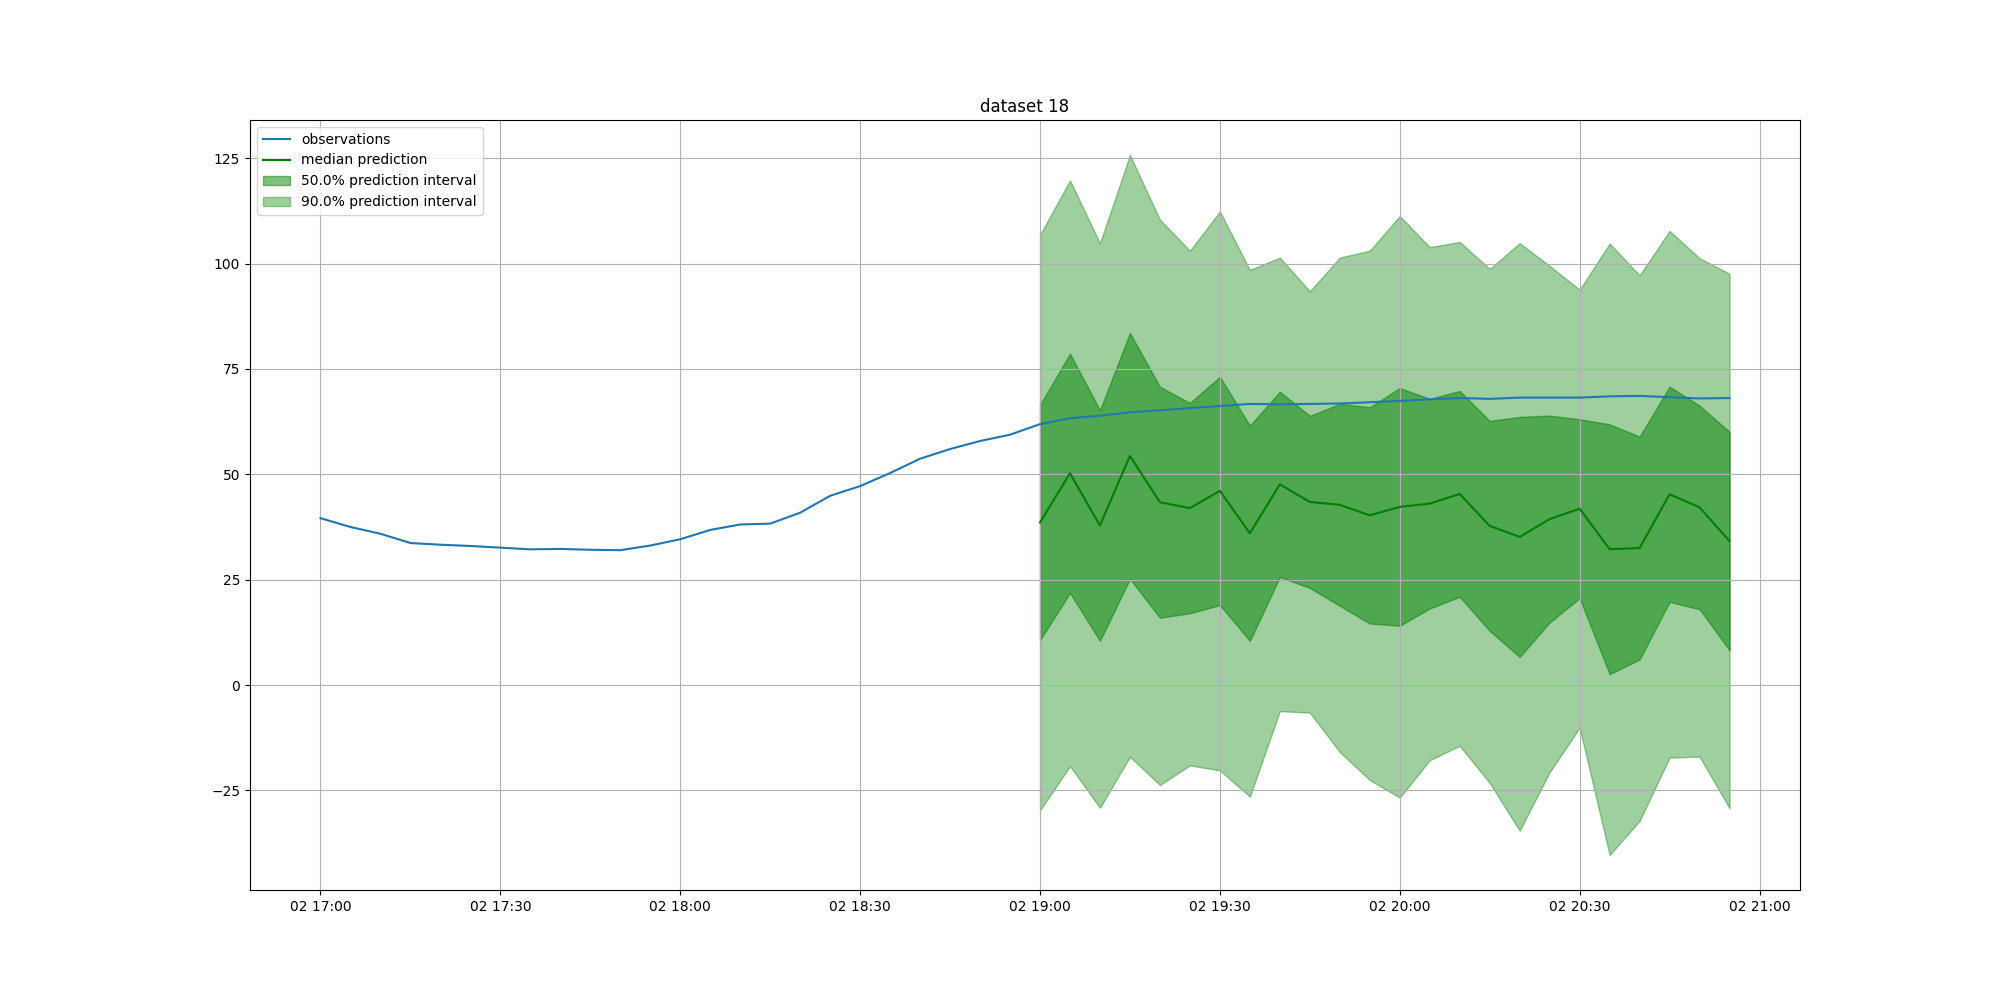 dataset 18
observations
median prediction
50.0% prediction interval
90.0% prediction interval
125
100
75
50
25
0
−25
02 17:00 02 17:30 02 18:00 02 18:30 02 19:00 02 19:30 02 20:00 02 20:30 02 21:00